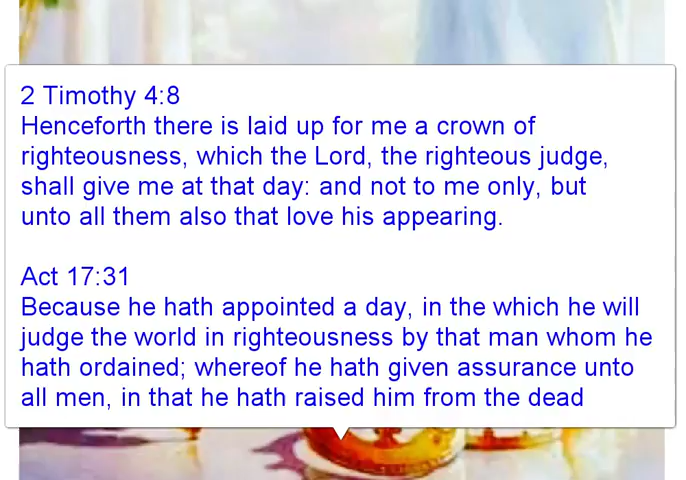 2 Timothy 4:8
Henceforth there is laid up for me a crown of
righteousness, which the Lord, the righteous judge,
shall give me at that day: and not to me only, but
unto all them also that love his appearing.
Act 17:31
Because he hath appointed a day, in the which he will
judge the world in righteousness by that man whom he
hath ordained; whereof he hath given assurance unto
all men, in that he hath raised him from the dead